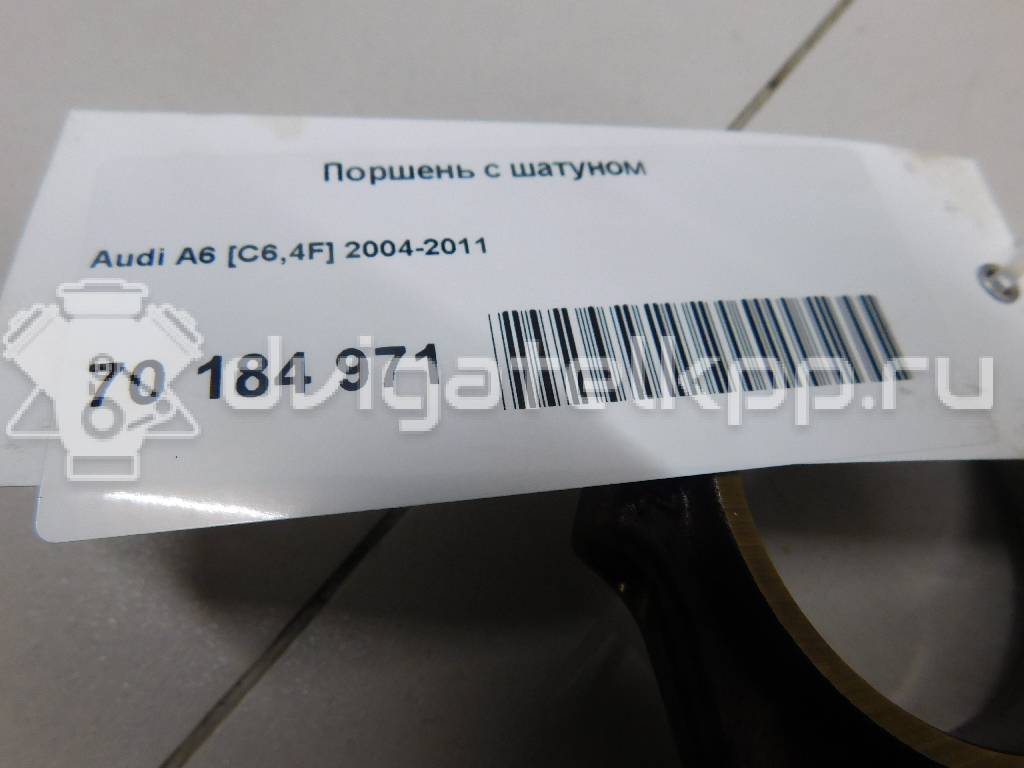 Поршень с шатуном
Audi A6 [C6,4F] 2004-2011
70 184 971
dvigatelkpp.ru